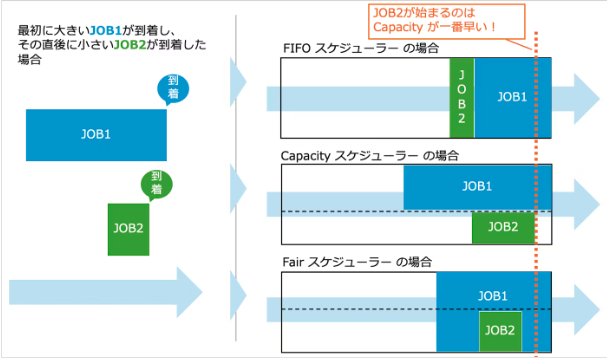 最初に大きいJOB1が到着し、
その直後に小さいJOB2が到着した
場合
到
着
JOB1
到
着
JOB2
JOB2が始まるのは
Capacity が一番早い！
FIFO スケジューラー の場合
J
O
B
2
JOB1
Capacity スケジューラー の場合
JOB1
JOB2
Fair スケジューラー の場合
JOB1
JOB2